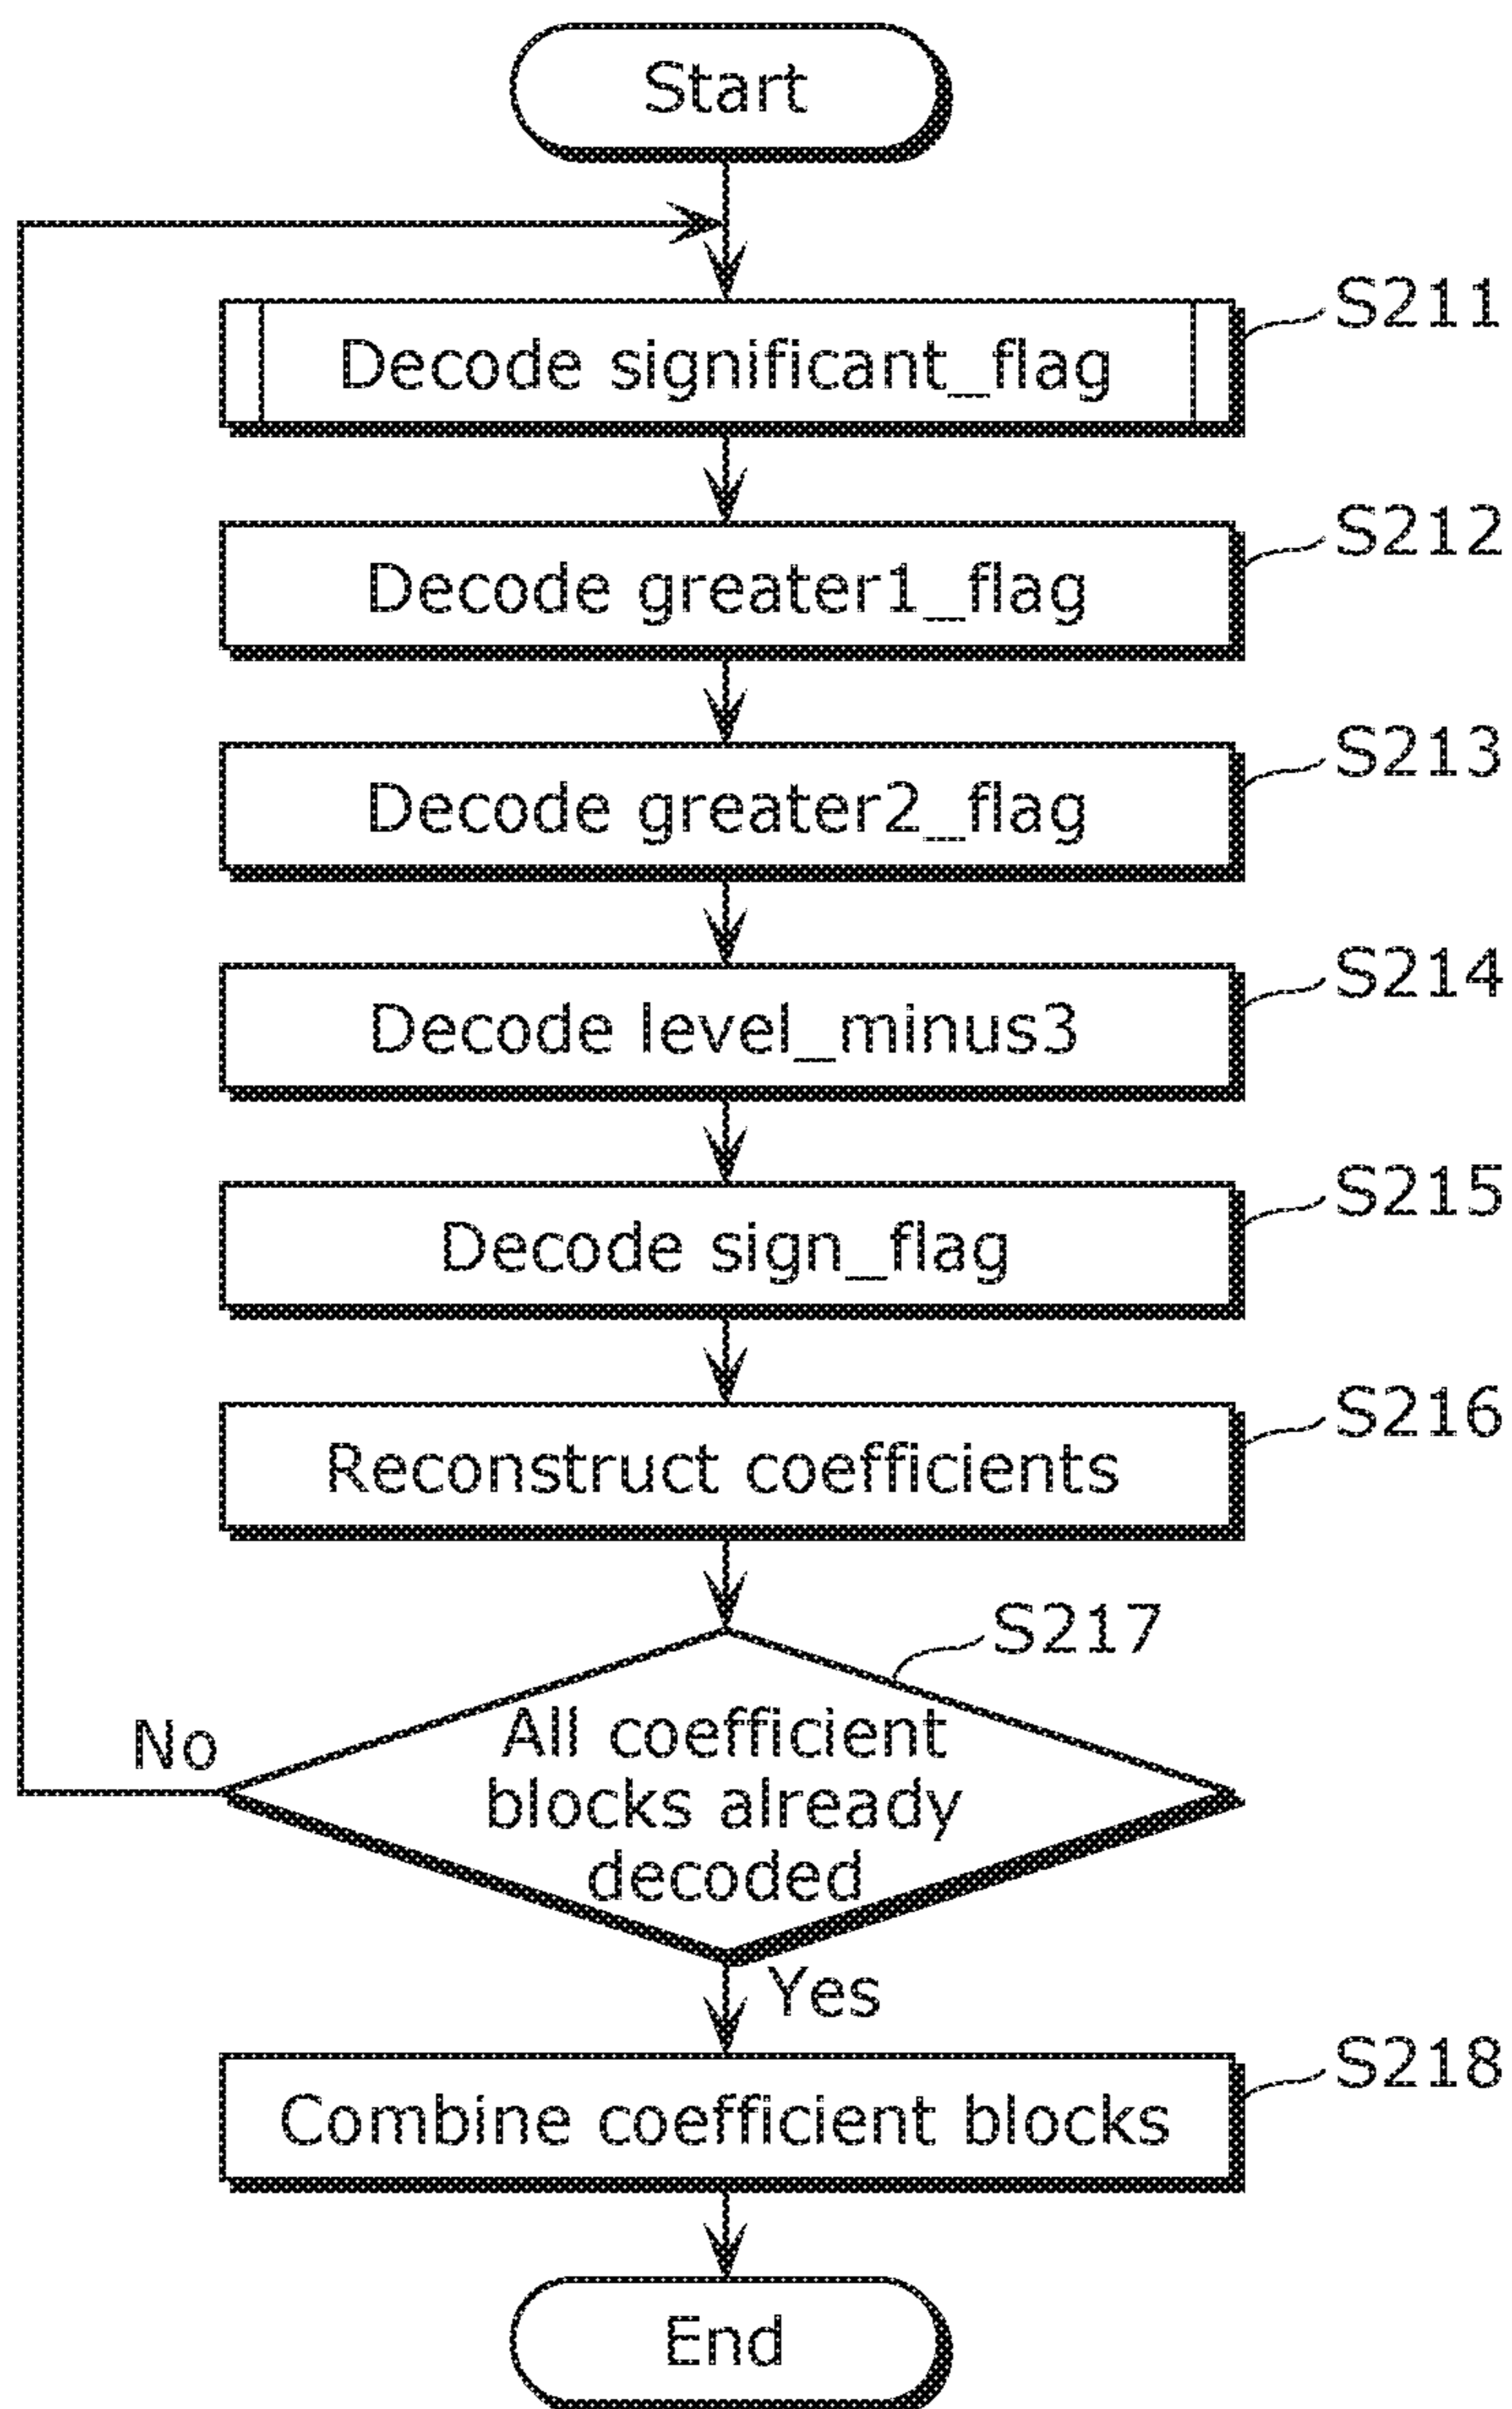 Start
Decode significant_flag
S211
Decode greater1_flag
S212
Decode greater2_flag
S213
Decode level_minus3
S214
Decode sign_flag
S215
Reconstruct coefficients
S216
S217
All coefficient
blocks already
decoded
No
Yes
Combine coefficient blocks
S218
End